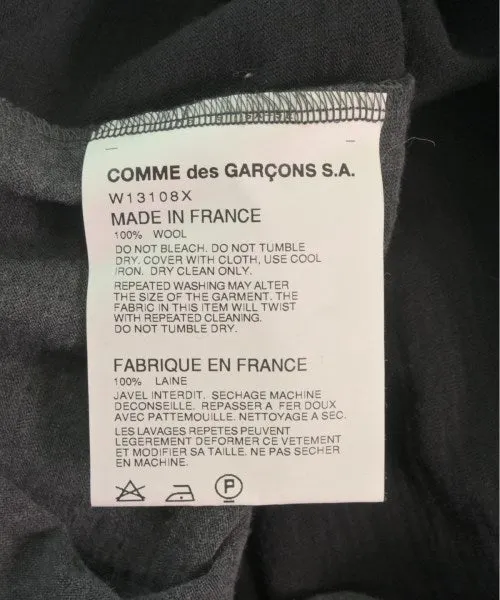 COMME des GARÇONS S.A.
W13108X
MADE IN FRANCE
100% WOOL
DO NOT BLEACH. DO NOT TUMBLE
DRY. COVER WITH CLOTH, USE COOL
IRON. DRY CLEAN ONLY.
REPEATED WASHING MAY ALTER
THE SIZE OF THE GARMENT. THE
FABRIC IN THIS ITEM WILL TWIST
WITH REPEATED CLEANING.
DO NOT TUMBLE DRY.
FABRIQUE EN FRANCE
100% LAINE
JAVEL INTERDIT. SECHAGE MACHINE
DECONSEILLE. REPASSER A FER DOUX
AVEC PATTEMOUILLE. NETTOYAGE A SEC.
LES LAVAGES REPETES PEUVENT
LEGEREMENT DEFORMER CE VETEMENT
ET MODIFIER SA TAILLE. NE PAS SECHER
EN MACHINE.
P